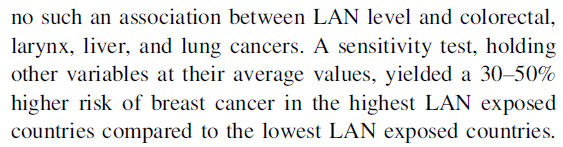 no such an association between LAN level and colorectal,
larynx, liver, and lung cancers. A sensitivity test, holding
other variables at their average values, yielded a 30–50%
higher risk of breast cancer in the highest LAN exposed
countries compared to the lowest LAN exposed countries.